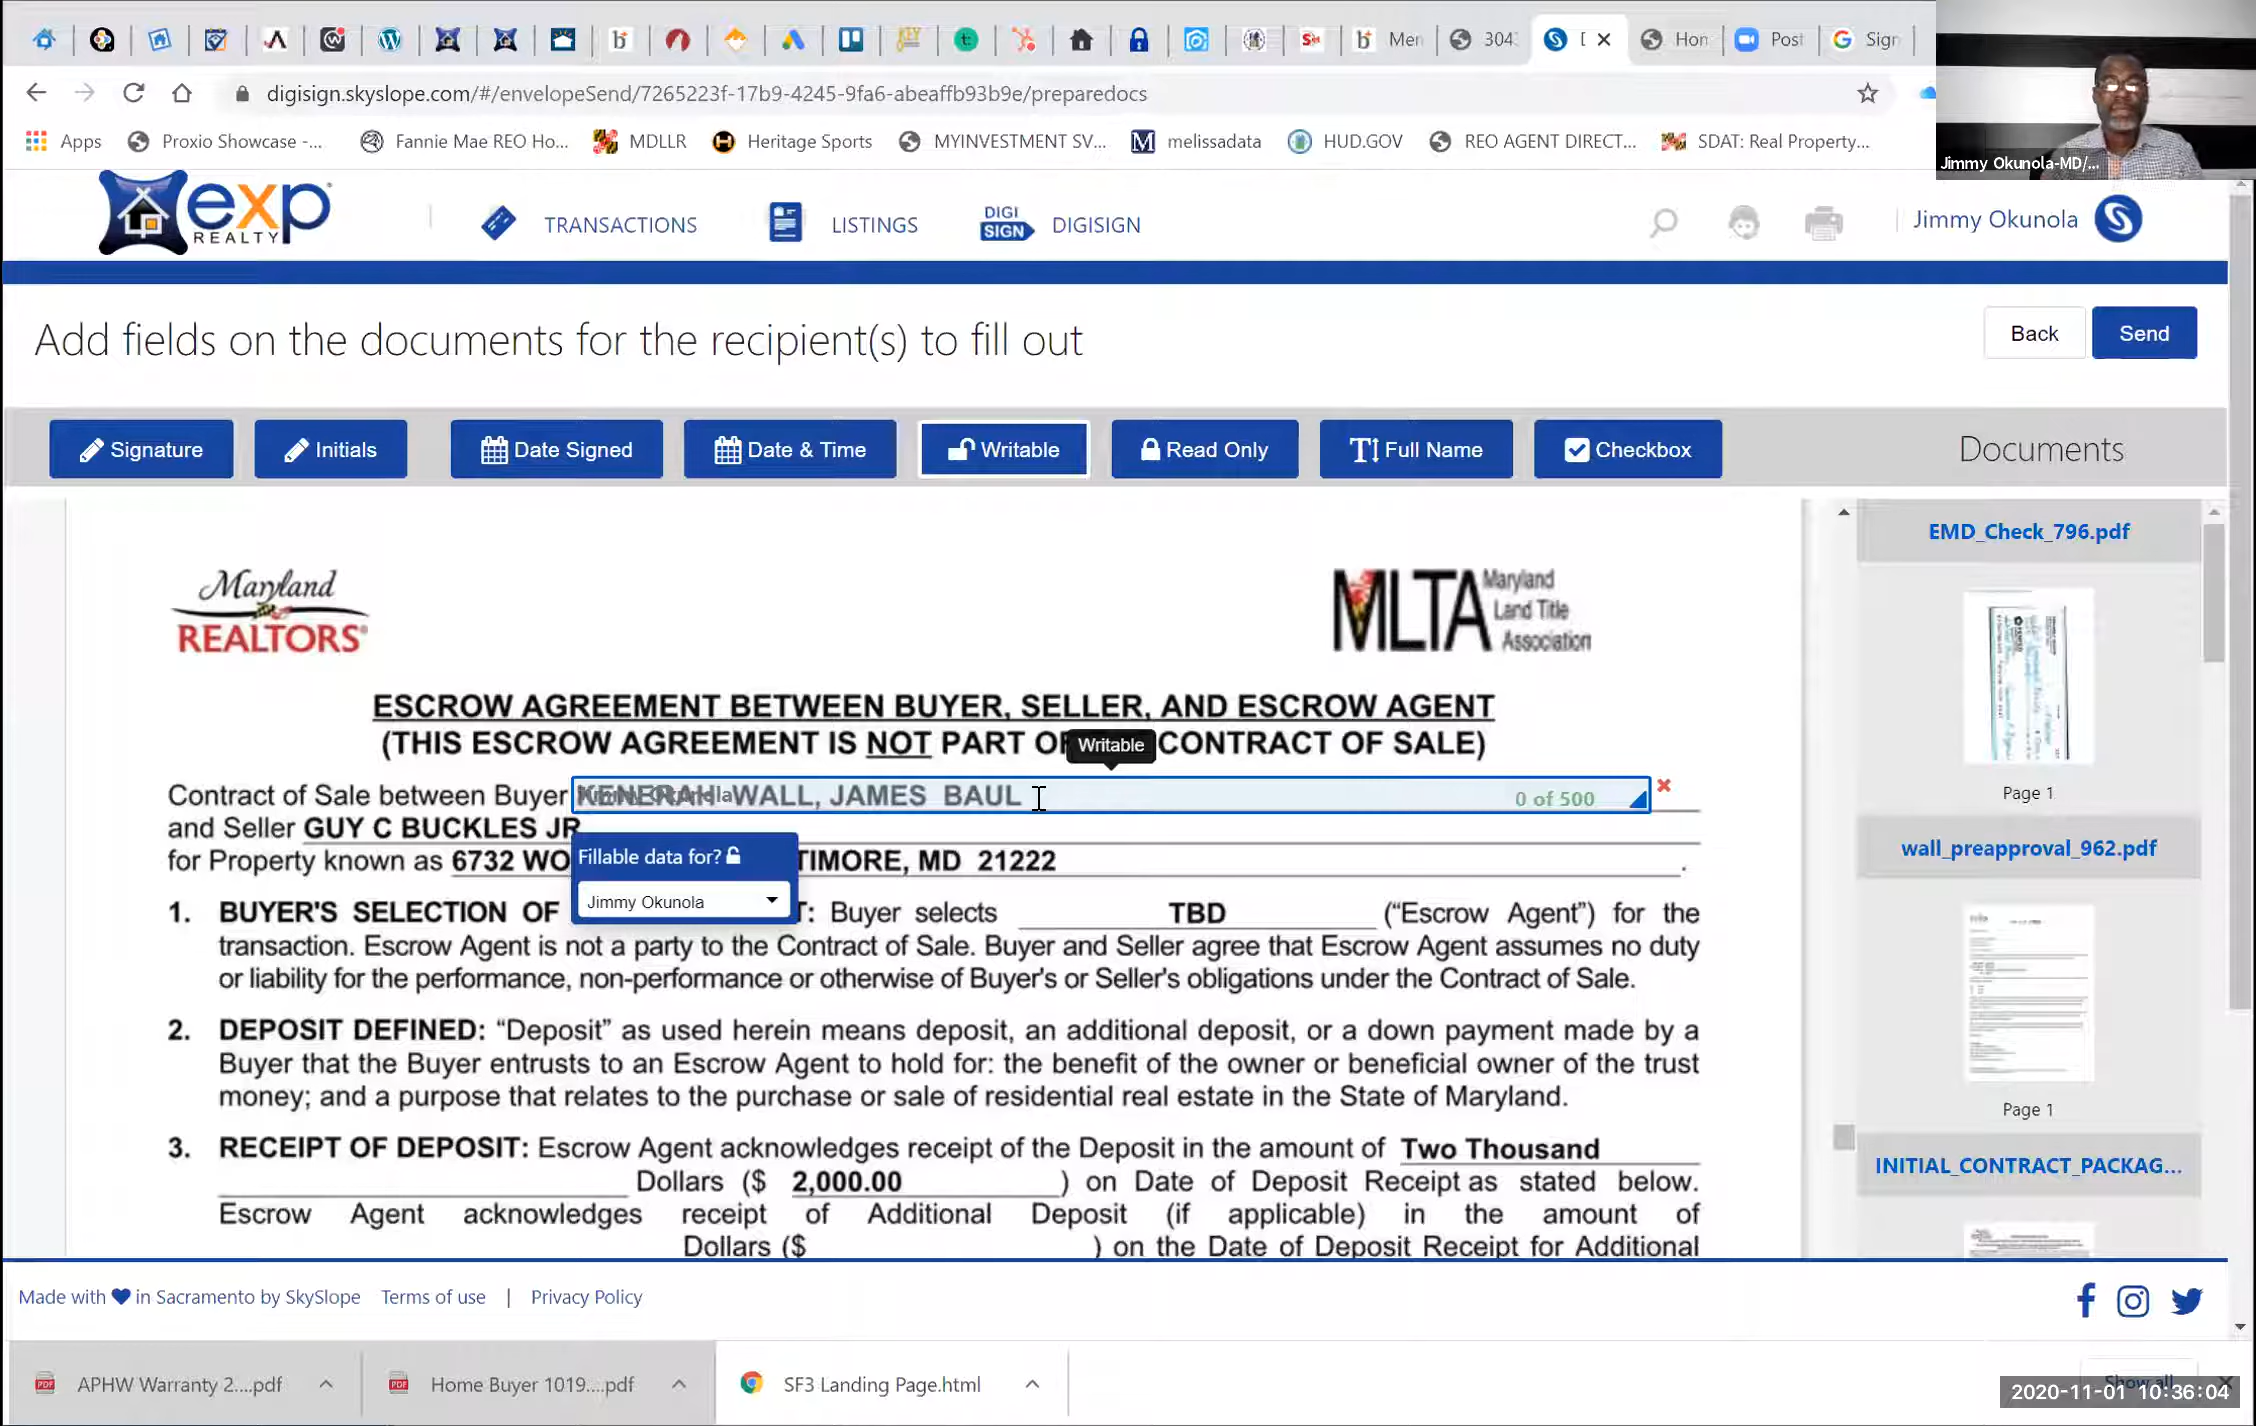 Men
304
Hon
Post
Sign
digisign.skyslope.com/#/envelopeSend/7265223f-17b9-4245-9fa6-abeaffb93b9e/preparedocs
Apps Proxio Showcase -... Fannie Mae REO Ho... MDLLR Heritage Sports MYINVESTMENT SV... melissadata HUD.GOV REO AGENT DIRECT... SDAT: Real Property...
Jimmy Okunola-MD/...
exp REALTY
TRANSACTIONS LISTINGS DIGI SIGN DIGISIGN Jimmy Okunola
Add fields on the documents for the recipient(s) to fill out
Back Send
Signature Initials Date Signed Date & Time Writable Read Only Full Name Checkbox Documents
Maryland REALTORS®
MLTA Maryland Land Title Association
ESCROW AGREEMENT BETWEEN BUYER, SELLER, AND ESCROW AGENT
(THIS ESCROW AGREEMENT IS NOT PART OF CONTRACT OF SALE)
Writable
Contract of Sale between Buyer KENERAH WALL, JAMES BAUL 0 of 500
and Seller GUY C BUCKLES JR
for Property known as 6732 WO TIMORE, MD 21222
Fillable data for?
Jimmy Okunola
1. BUYER'S SELECTION OF T: Buyer selects TBD (“Escrow Agent”) for the
transaction. Escrow Agent is not a party to the Contract of Sale. Buyer and Seller agree that Escrow Agent assumes no duty
or liability for the performance, non-performance or otherwise of Buyer's or Seller's obligations under the Contract of Sale.
2. DEPOSIT DEFINED: “Deposit” as used herein means deposit, an additional deposit, or a down payment made by a
Buyer that the Buyer entrusts to an Escrow Agent to hold for: the benefit of the owner or beneficial owner of the trust
money; and a purpose that relates to the purchase or sale of residential real estate in the State of Maryland.
3. RECEIPT OF DEPOSIT: Escrow Agent acknowledges receipt of the Deposit in the amount of Two Thousand
Dollars ($ 2,000.00 ) on Date of Deposit Receipt as stated below.
Escrow Agent acknowledges receipt of Additional Deposit (if applicable) in the amount of
Dollars ($ ) on the Date of Deposit Receipt for Additional
EMD_Check_796.pdf
Page 1
wall_preapproval_962.pdf
Page 1
INITIAL_CONTRACT_PACKAG...
Made with in Sacramento by SkySlope Terms of use | Privacy Policy
APHW Warranty 2....pdf Home Buyer 1019....pdf SF3 Landing Page.html Show all
2020-11-01 10:36:04